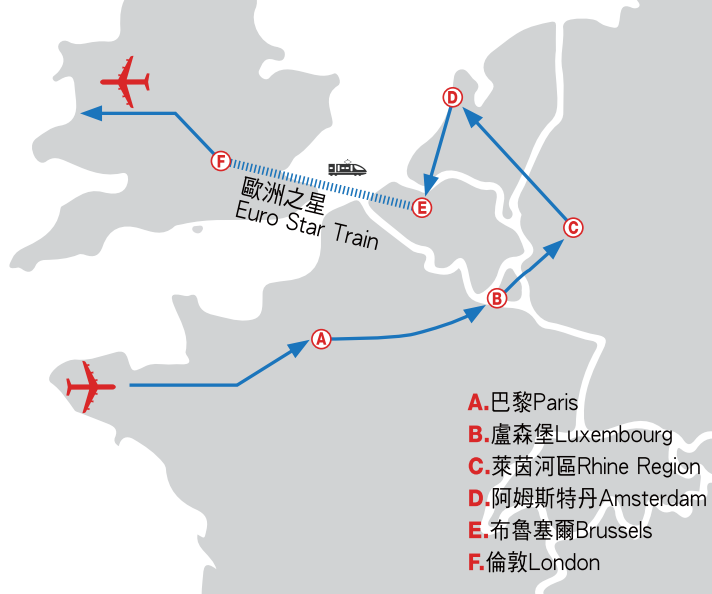 D
F
歐洲之星
Euro Star Train
E
C
B
A
A.巴黎Paris
B.盧森堡Luxembourg
C.萊茵河區Rhine Region
D.阿姆斯特丹Amsterdam
E.布魯塞爾Brussels
F.倫敦London